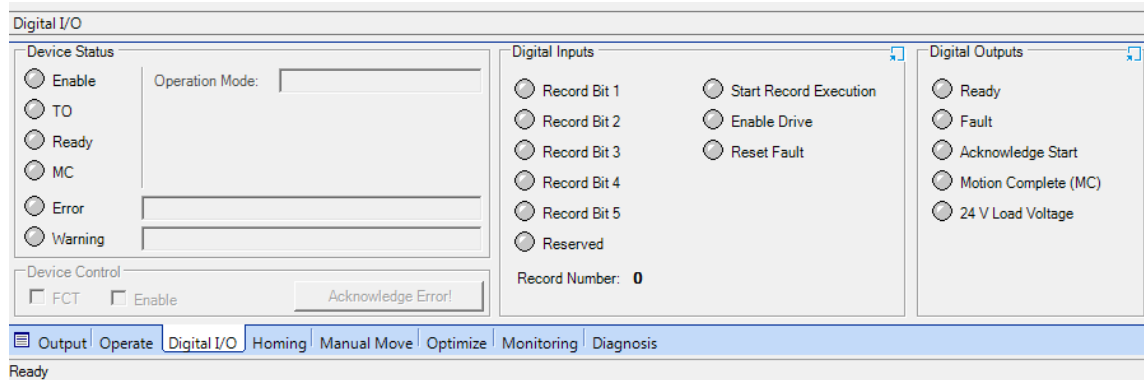 Digital I/O
Device Status
Enable
Operation Mode:
TO
Ready
MC
Error
Warning
Device Control
FCT
Enable
Acknowledge Error!
Digital Inputs
Record Bit 1
Record Bit 2
Record Bit 3
Record Bit 4
Record Bit 5
Reserved
Start Record Execution
Enable Drive
Reset Fault
Record Number: 0
Digital Outputs
Ready
Fault
Acknowledge Start
Motion Complete (MC)
24 V Load Voltage
Output Operate Digital I/O Homing Manual Move Optimize Monitoring Diagnosis
Ready